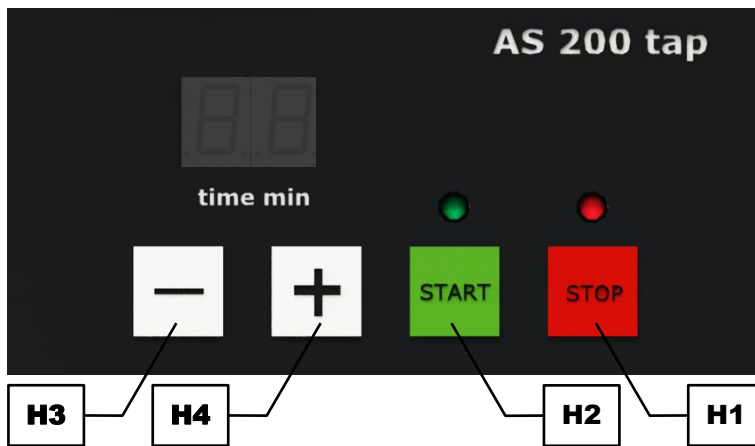 AS 200 tap
time min
− +
START STOP
H3 H4 H2 H1